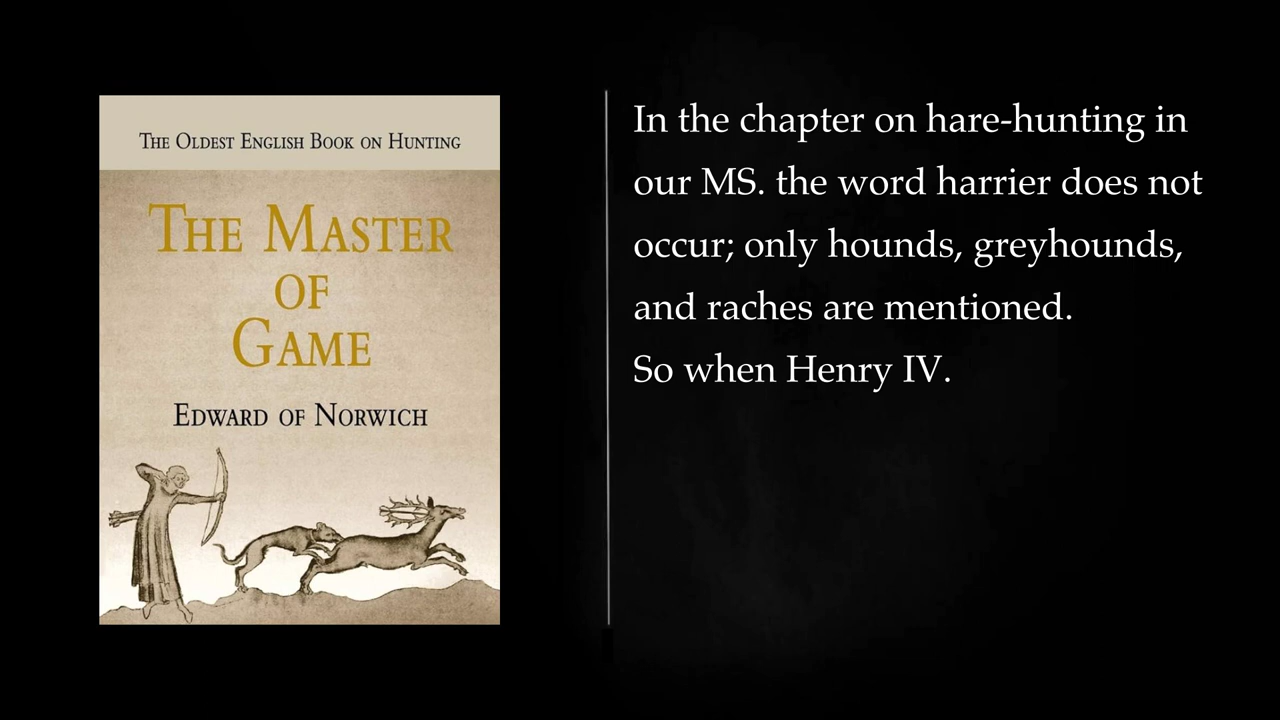 The Oldest English Book on Hunting
The Master
of
Game
Edward of Norwich
In the chapter on hare-hunting in
our MS. the word harrier does not
occur; only hounds, greyhounds,
and raches are mentioned.
So when Henry IV.